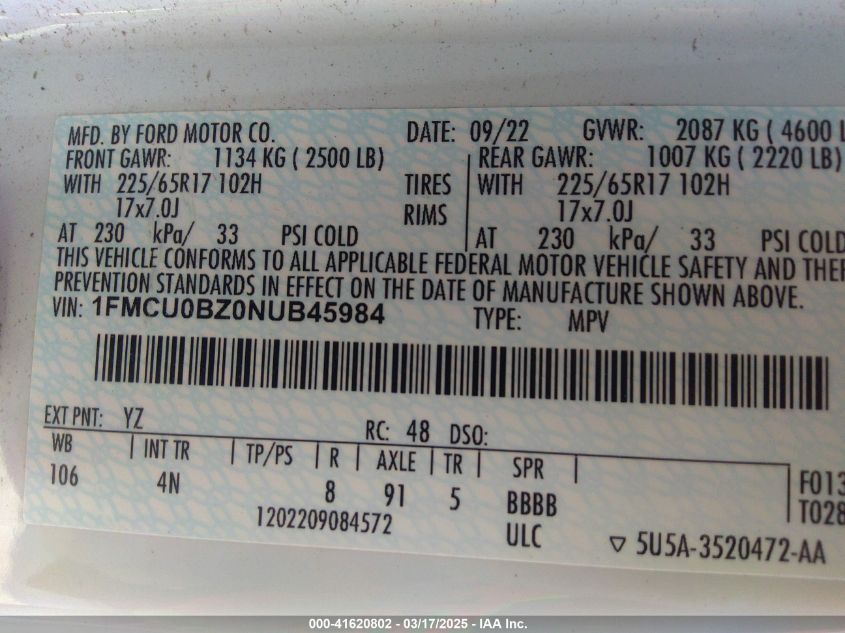 MFD. BY FORD MOTOR CO. DATE: 09/22 GVWR: 2087 KG ( 4600 L
FRONT GAWR: 1134 KG ( 2500 LB) REAR GAWR: 1007 KG ( 2220 LB)
WITH 225/65R17 102H TIRES WITH 225/65R17 102H
17x7.0J RIMS 17x7.0J
AT 230 kPa/ 33 PSI COLD AT 230 kPa/ 33 PSI COLD
THIS VEHICLE CONFORMS TO ALL APPLICABLE FEDERAL MOTOR VEHICLE SAFETY AND THEF
PREVENTION STANDARDS IN EFFECT ON THE DATE OF MANUFACTURE SHOWN ABOVE.
VIN: 1FMCU0BZ0NUB45984 TYPE: MPV
EXT PNT: YZ RC: 48 DSO:
WB INT TR TP/PS R AXLE TR SPR
106 4N 8 91 5 BBBB F013
1202209084572 ULC T028
▽ 5U5A-3520472-AA
000-41620802 - 03/17/2025 - IAA Inc.